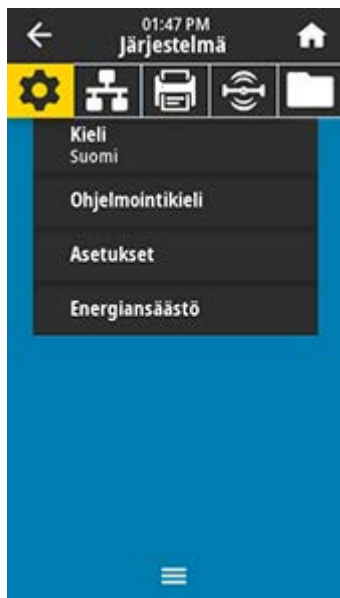 01:47 PM
Järjestelmä
Kieli
Suomi
Ohjelmointikieli
Asetukset
Energiansäästö